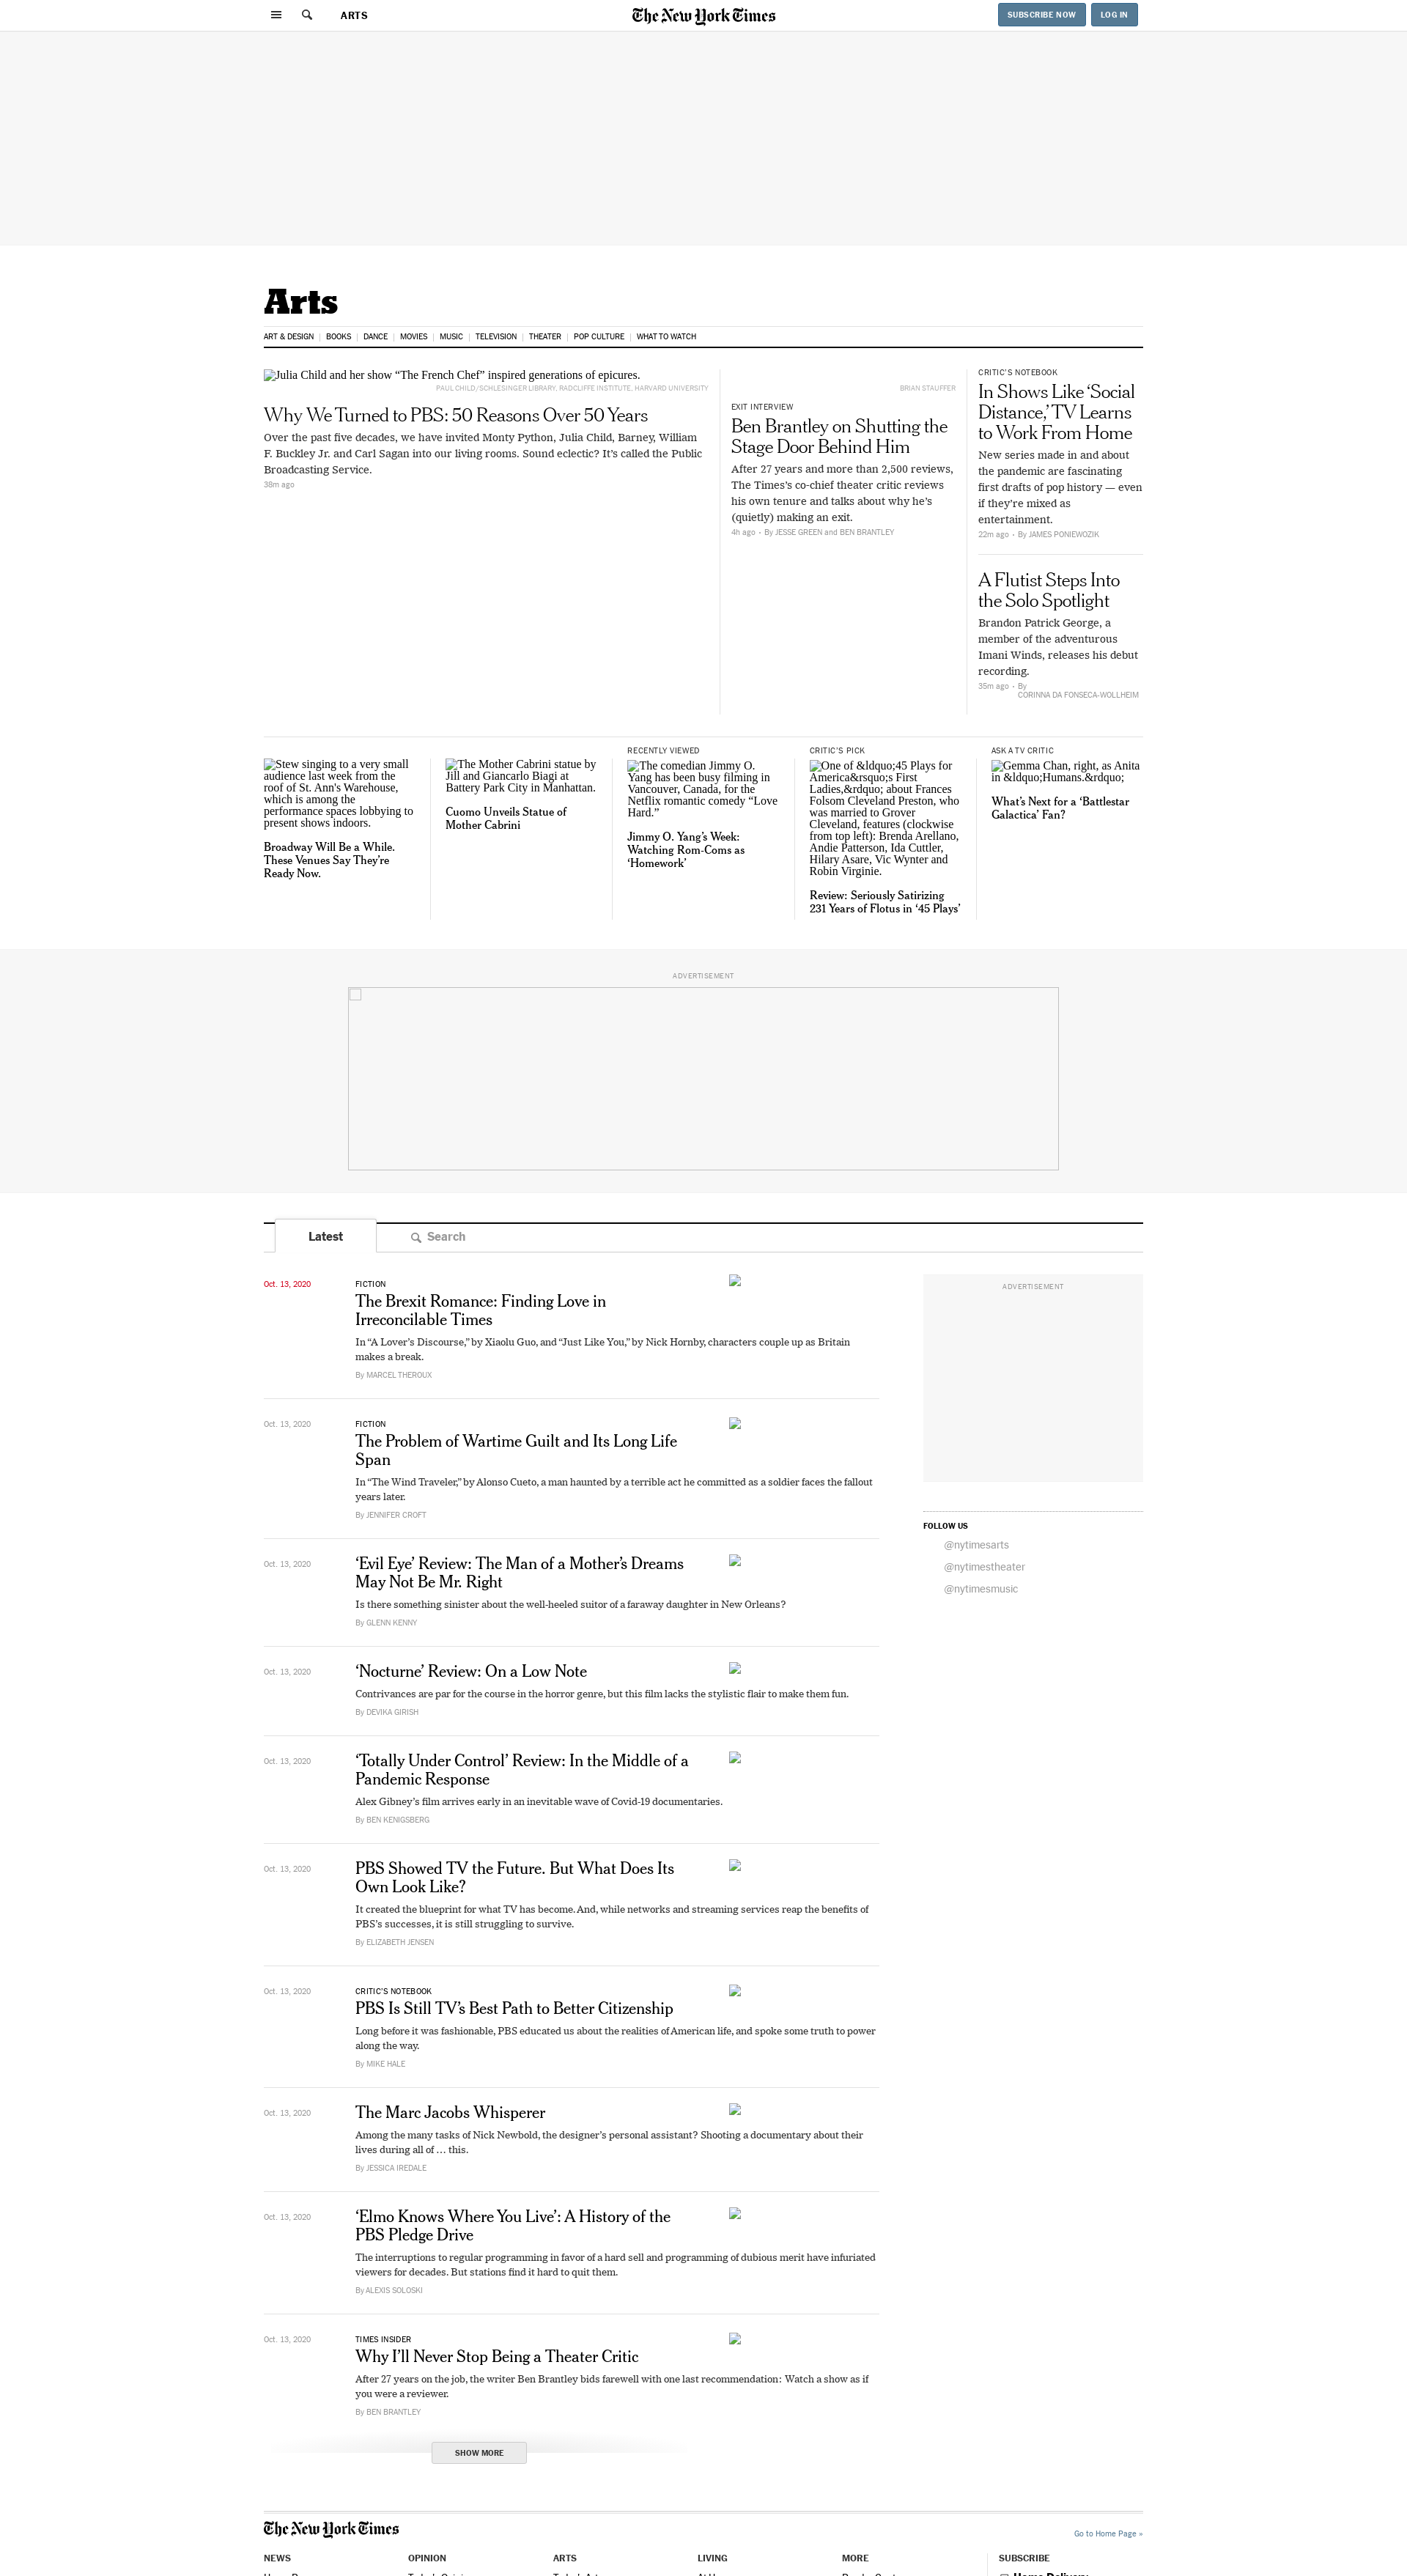 ARTS
The New York Times
SUBSCRIBE NOW
LOG IN
Arts
ART & DESIGN | BOOKS | DANCE | MOVIES | MUSIC | TELEVISION | THEATER | POP CULTURE | WHAT TO WATCH
Julia Child and her show “The French Chef” inspired generations of epicures.
PAUL CHILD/SCHLESINGER LIBRARY, RADCLIFFE INSTITUTE, HARVARD UNIVERSITY
Why We Turned to PBS: 50 Reasons Over 50 Years
Over the past five decades, we have invited Monty Python, Julia Child, Barney, William
F. Buckley Jr. and Carl Sagan into our living rooms. Sound eclectic? It’s called the Public
Broadcasting Service.
38m ago
BRIAN STAUFFER
EXIT INTERVIEW
Ben Brantley on Shutting the
Stage Door Behind Him
After 27 years and more than 2,500 reviews,
The Times’s co-chief theater critic reviews
his own tenure and talks about why he’s
(quietly) making an exit.
4h ago • By JESSE GREEN and BEN BRANTLEY
CRITIC’S NOTEBOOK
In Shows Like ‘Social
Distance,’ TV Learns
to Work From Home
New series made in and about
the pandemic are fascinating
first drafts of pop history — even
if they’re mixed as
entertainment.
22m ago • By JAMES PONIEWOZIK
A Flutist Steps Into
the Solo Spotlight
Brandon Patrick George, a
member of the adventurous
Imani Winds, releases his debut
recording.
35m ago • By
CORINNA DA FONSECA-WOLLHEIM
Stew singing to a very small
audience last week from the
roof of St. Ann's Warehouse,
which is among the
performance spaces lobbying to
present shows indoors.
Broadway Will Be a While.
These Venues Say They’re
Ready Now.
The Mother Cabrini statue by
Jill and Giancarlo Biagi at
Battery Park City in Manhattan.
Cuomo Unveils Statue of
Mother Cabrini
RECENTLY VIEWED
The comedian Jimmy O.
Yang has been busy filming in
Vancouver, Canada, for the
Netflix romantic comedy “Love
Hard.”
Jimmy O. Yang’s Week:
Watching Rom-Coms as
‘Homework’
CRITIC’S PICK
One of &ldquo;45 Plays for
America&rsquo;s First
Ladies,&rdquo; about Frances
Folsom Cleveland Preston, who
was married to Grover
Cleveland, features (clockwise
from top left): Brenda Arellano,
Andie Patterson, Ida Cuttler,
Hilary Asare, Vic Wynter and
Robin Virginie.
Review: Seriously Satirizing
231 Years of Flotus in ‘45 Plays’
ASK A TV CRITIC
Gemma Chan, right, as Anita
in &ldquo;Humans.&rdquo;
What’s Next for a ‘Battlestar
Galactica’ Fan?
ADVERTISEMENT
Latest
Search
Oct. 13, 2020
FICTION
The Brexit Romance: Finding Love in
Irreconcilable Times
In “A Lover’s Discourse,” by Xiaolu Guo, and “Just Like You,” by Nick Hornby, characters couple up as Britain
makes a break.
By MARCEL THEROUX
Oct. 13, 2020
FICTION
The Problem of Wartime Guilt and Its Long Life
Span
In “The Wind Traveler,” by Alonso Cueto, a man haunted by a terrible act he committed as a soldier faces the fallout
years later.
By JENNIFER CROFT
Oct. 13, 2020
‘Evil Eye’ Review: The Man of a Mother’s Dreams
May Not Be Mr. Right
Is there something sinister about the well-heeled suitor of a faraway daughter in New Orleans?
By GLENN KENNY
Oct. 13, 2020
‘Nocturne’ Review: On a Low Note
Contrivances are par for the course in the horror genre, but this film lacks the stylistic flair to make them fun.
By DEVIKA GIRISH
Oct. 13, 2020
‘Totally Under Control’ Review: In the Middle of a
Pandemic Response
Alex Gibney’s film arrives early in an inevitable wave of Covid-19 documentaries.
By BEN KENIGSBERG
Oct. 13, 2020
PBS Showed TV the Future. But What Does Its
Own Look Like?
It created the blueprint for what TV has become. And, while networks and streaming services reap the benefits of
PBS’s successes, it is still struggling to survive.
By ELIZABETH JENSEN
Oct. 13, 2020
CRITIC’S NOTEBOOK
PBS Is Still TV’s Best Path to Better Citizenship
Long before it was fashionable, PBS educated us about the realities of American life, and spoke some truth to power
along the way.
By MIKE HALE
Oct. 13, 2020
The Marc Jacobs Whisperer
Among the many tasks of Nick Newbold, the designer’s personal assistant? Shooting a documentary about their
lives during all of … this.
By JESSICA IREDALE
Oct. 13, 2020
‘Elmo Knows Where You Live’: A History of the
PBS Pledge Drive
The interruptions to regular programming in favor of a hard sell and programming of dubious merit have infuriated
viewers for decades. But stations find it hard to quit them.
By ALEXIS SOLOSKI
Oct. 13, 2020
TIMES INSIDER
Why I’ll Never Stop Being a Theater Critic
After 27 years on the job, the writer Ben Brantley bids farewell with one last recommendation: Watch a show as if
you were a reviewer.
By BEN BRANTLEY
SHOW MORE
ADVERTISEMENT
FOLLOW US
@nytimesarts
@nytimestheater
@nytimesmusic
The New York Times
Go to Home Page »
NEWS
OPINION
ARTS
LIVING
MORE
SUBSCRIBE